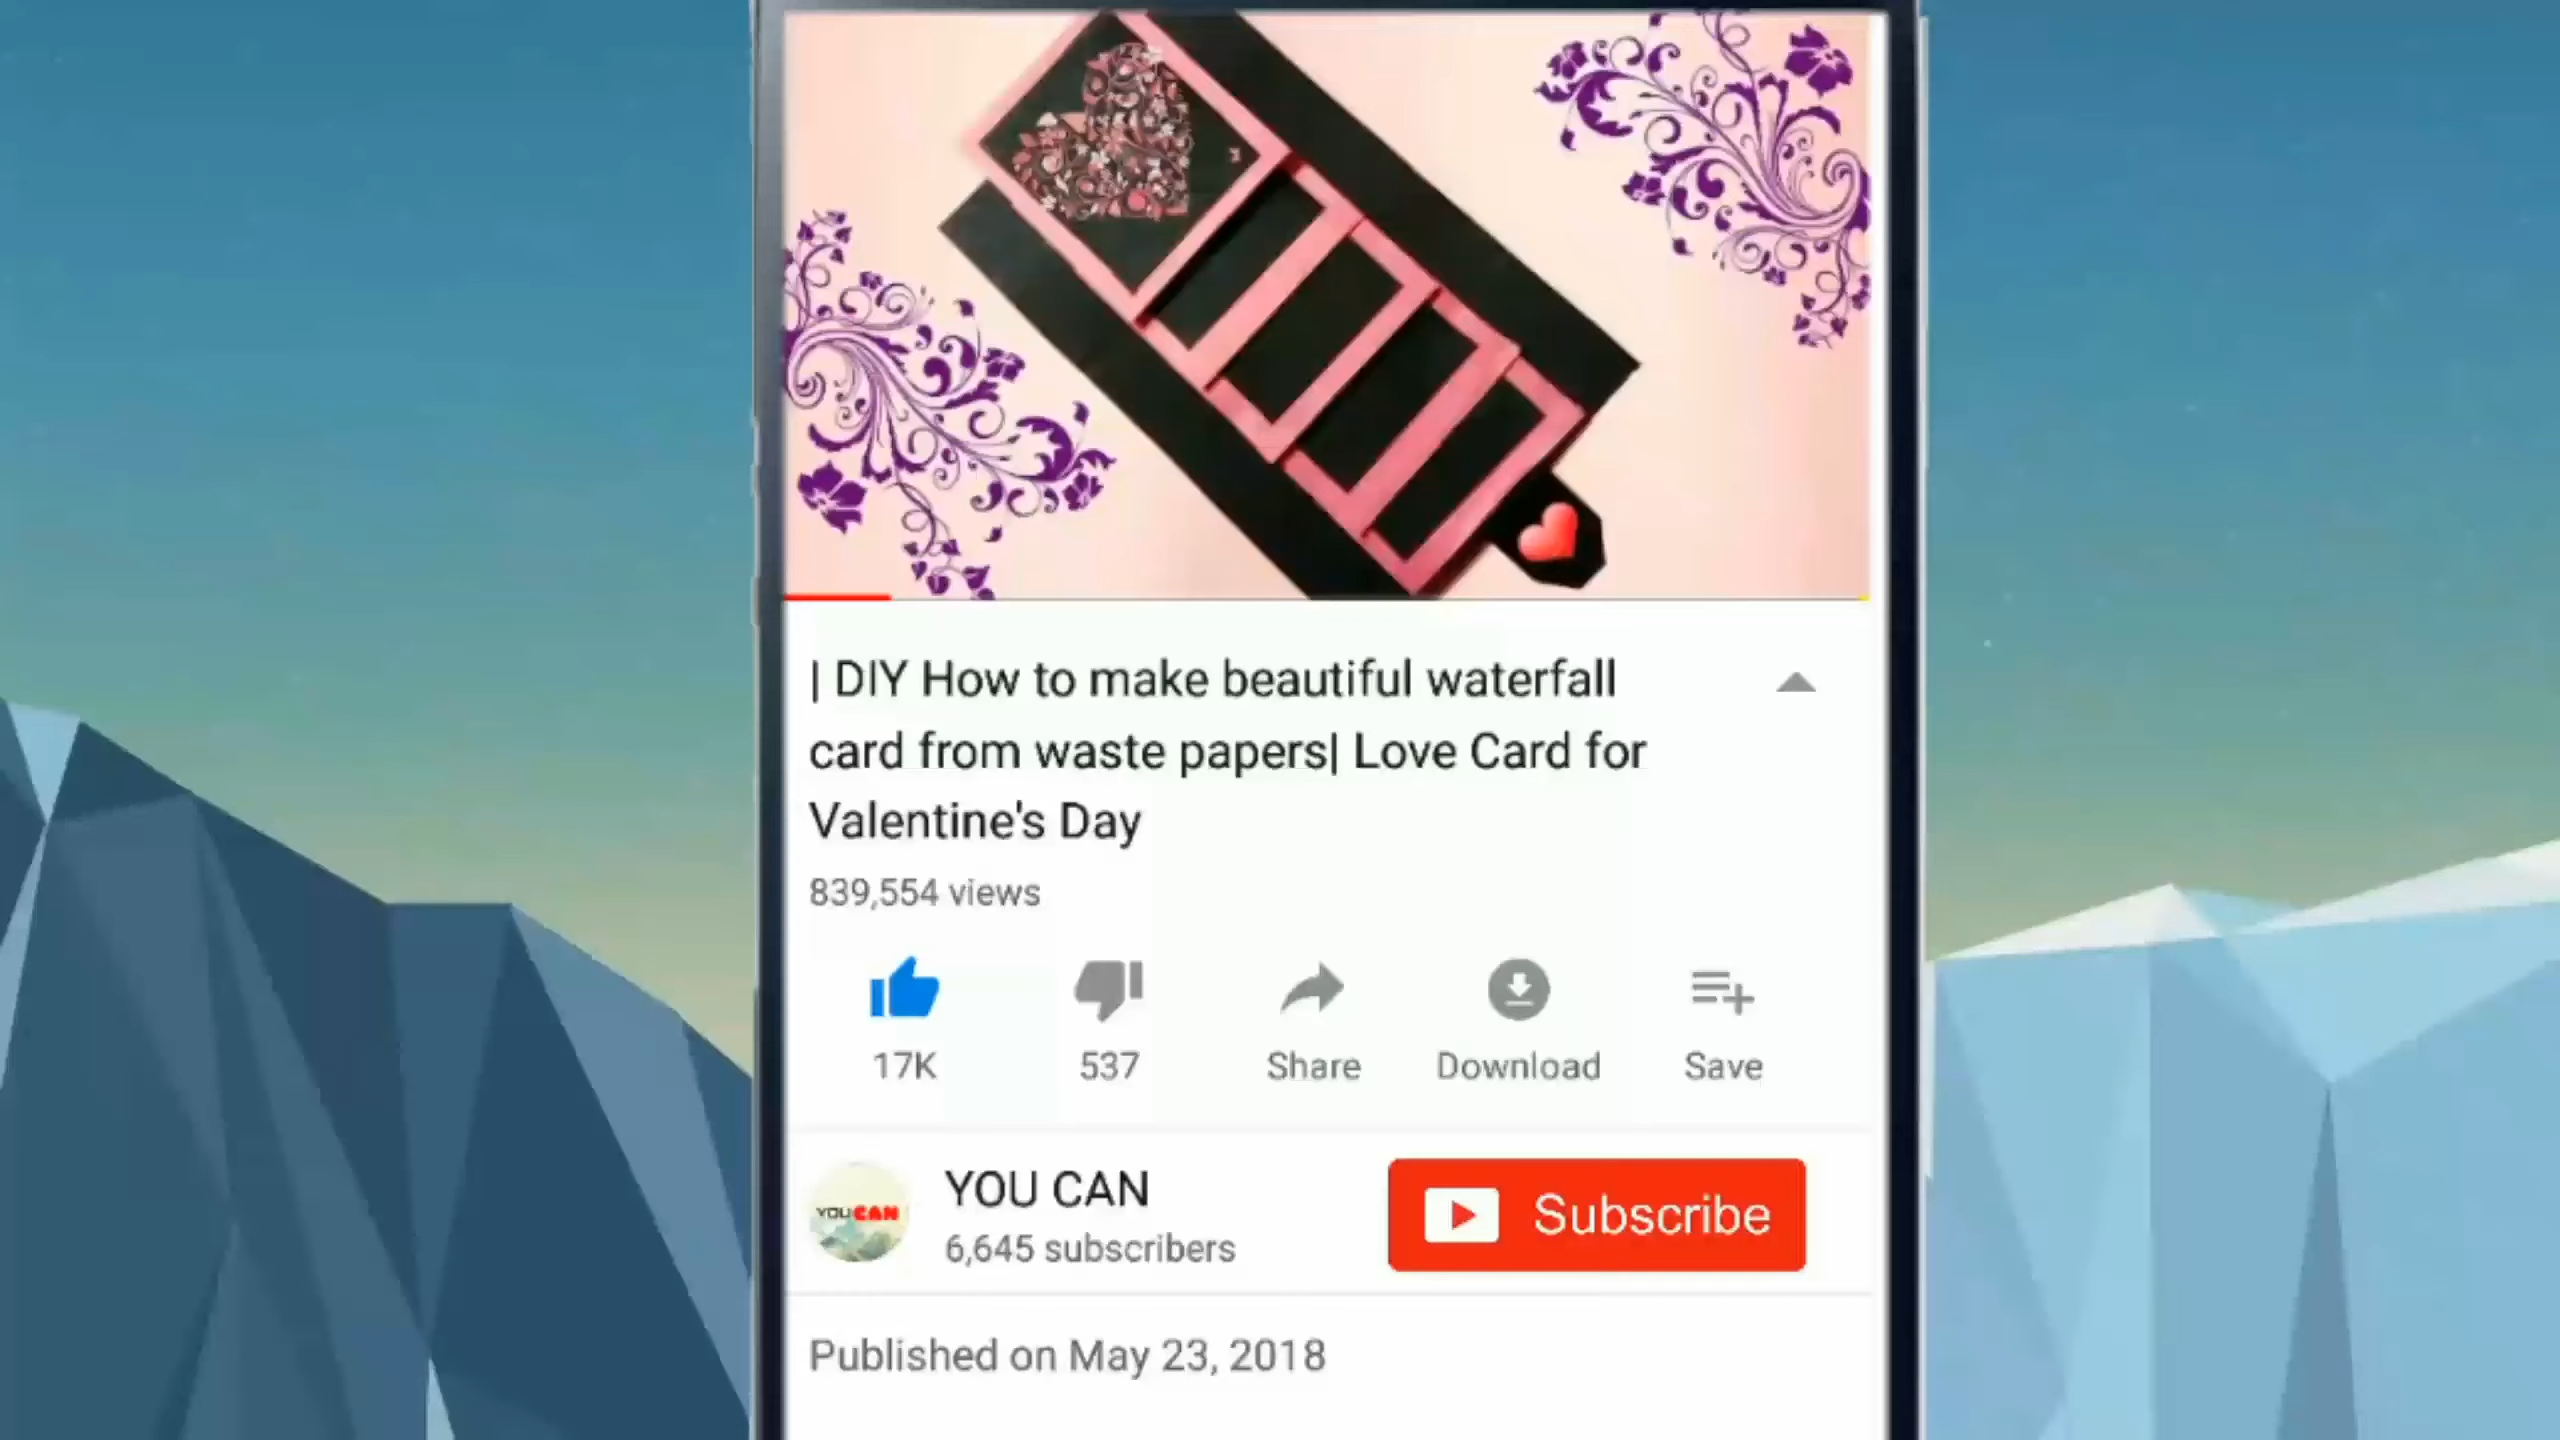 | DIY How to make beautiful waterfall
card from waste papers| Love Card for
Valentine's Day
839,554 views
17K
537
Share
Download
Save
YOUCAN
YOU CAN
6,645 subscribers
Subscribe
Published on May 23, 2018